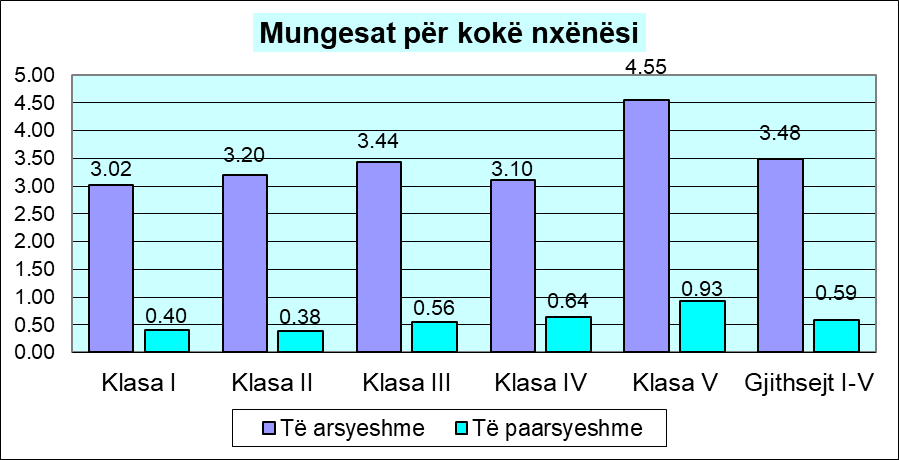 Mungesat për kokë nxënësi
5.00
4.50
4.00
3.50
3.00
2.50
2.00
1.50
1.00
0.50
0.00
3.02
0.40
3.20
0.38
3.44
0.56
3.10
0.64
4.55
0.93
3.48
0.59
Klasa I
Klasa II
Klasa III
Klasa IV
Klasa V
Gjithsejt I-V
Të arsyeshme
Të paarsyeshme